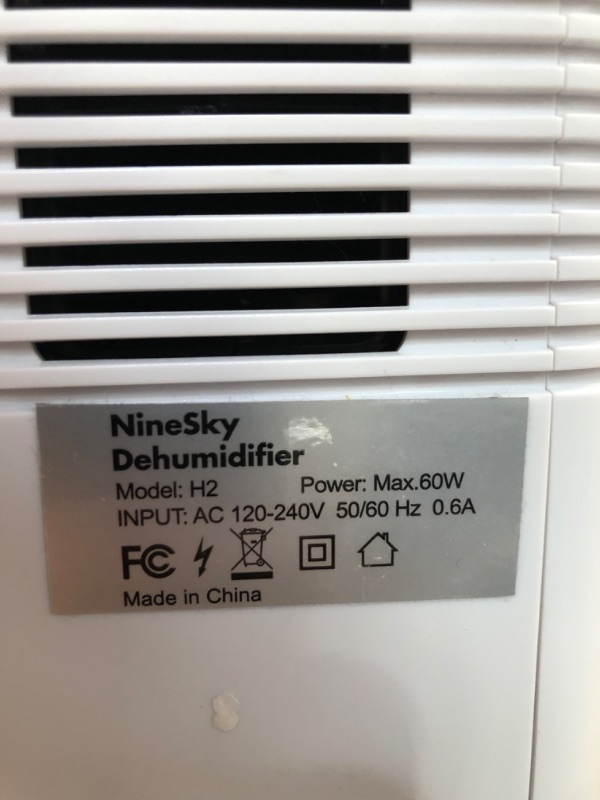 NineSky
Dehumidifier
Model: H2 Power: Max.60W
INPUT: AC 120-240V 50/60 Hz 0.6A
FC
Made in China